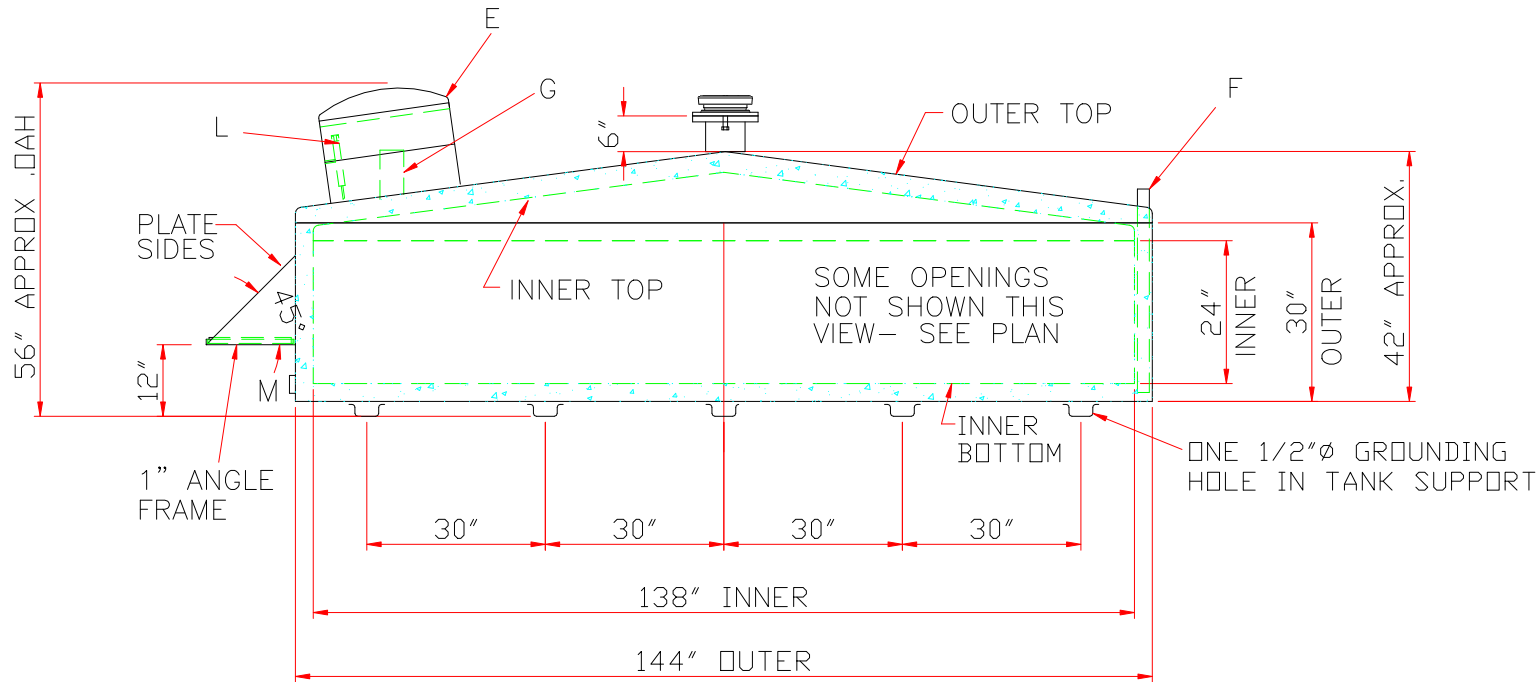 E
G
F
L
OUTER TOP
6″
56″ APPROX .OAH
PLATE
SIDES
45°
INNER TOP
SOME OPENINGS
NOT SHOWN THIS
VIEW– SEE PLAN
24″
INNER
30″
OUTER
42″ APPROX.
12″
M
INNER
BOTTOM
1” ANGLE
FRAME
ONE 1/2″Ø GROUNDING
HOLE IN TANK SUPPORT
30″
30″
30″
30″
138″ INNER
144″ OUTER